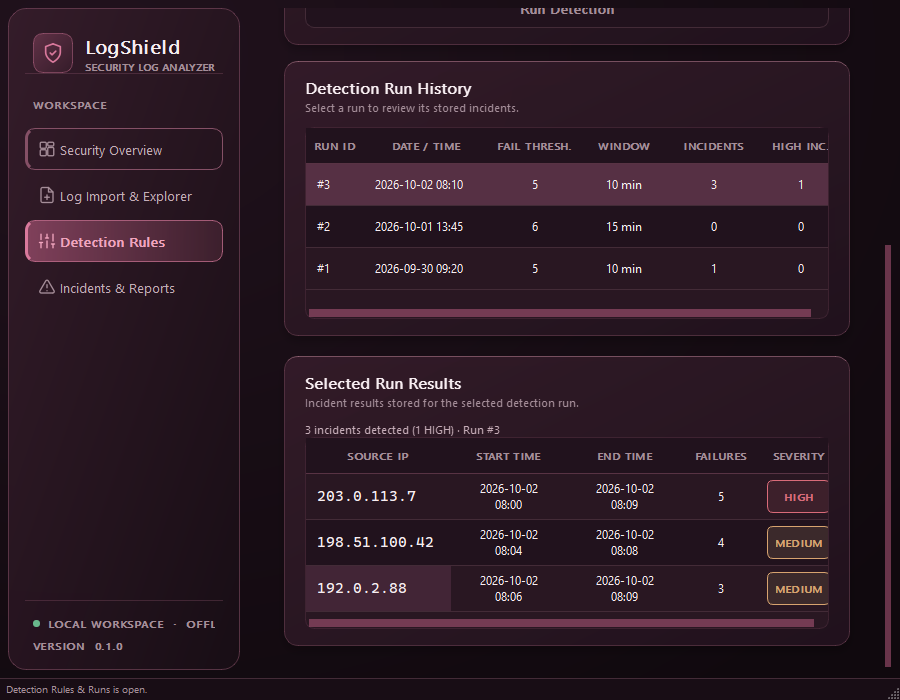 LogShield
SECURITY LOG ANALYZER
WORKSPACE
Security Overview
Log Import & Explorer
Detection Rules
Incidents & Reports
LOCAL WORKSPACE · OFFL
VERSION 0.1.0
Run Detection
Detection Run History
Select a run to review its stored incidents.
RUN ID DATE / TIME FAIL THRESH. WINDOW INCIDENTS HIGH INC.
#3 2026-10-02 08:10 5 10 min 3 1
#2 2026-10-01 13:45 6 15 min 0 0
#1 2026-09-30 09:20 5 10 min 1 0
Selected Run Results
Incident results stored for the selected detection run.
3 incidents detected (1 HIGH) · Run #3
SOURCE IP START TIME END TIME FAILURES SEVERITY
203.0.113.7 2026-10-02 08:00 2026-10-02 08:09 5 HIGH
198.51.100.42 2026-10-02 08:04 2026-10-02 08:08 4 MEDIUM
192.0.2.88 2026-10-02 08:06 2026-10-02 08:09 3 MEDIUM
Detection Rules & Runs is open.